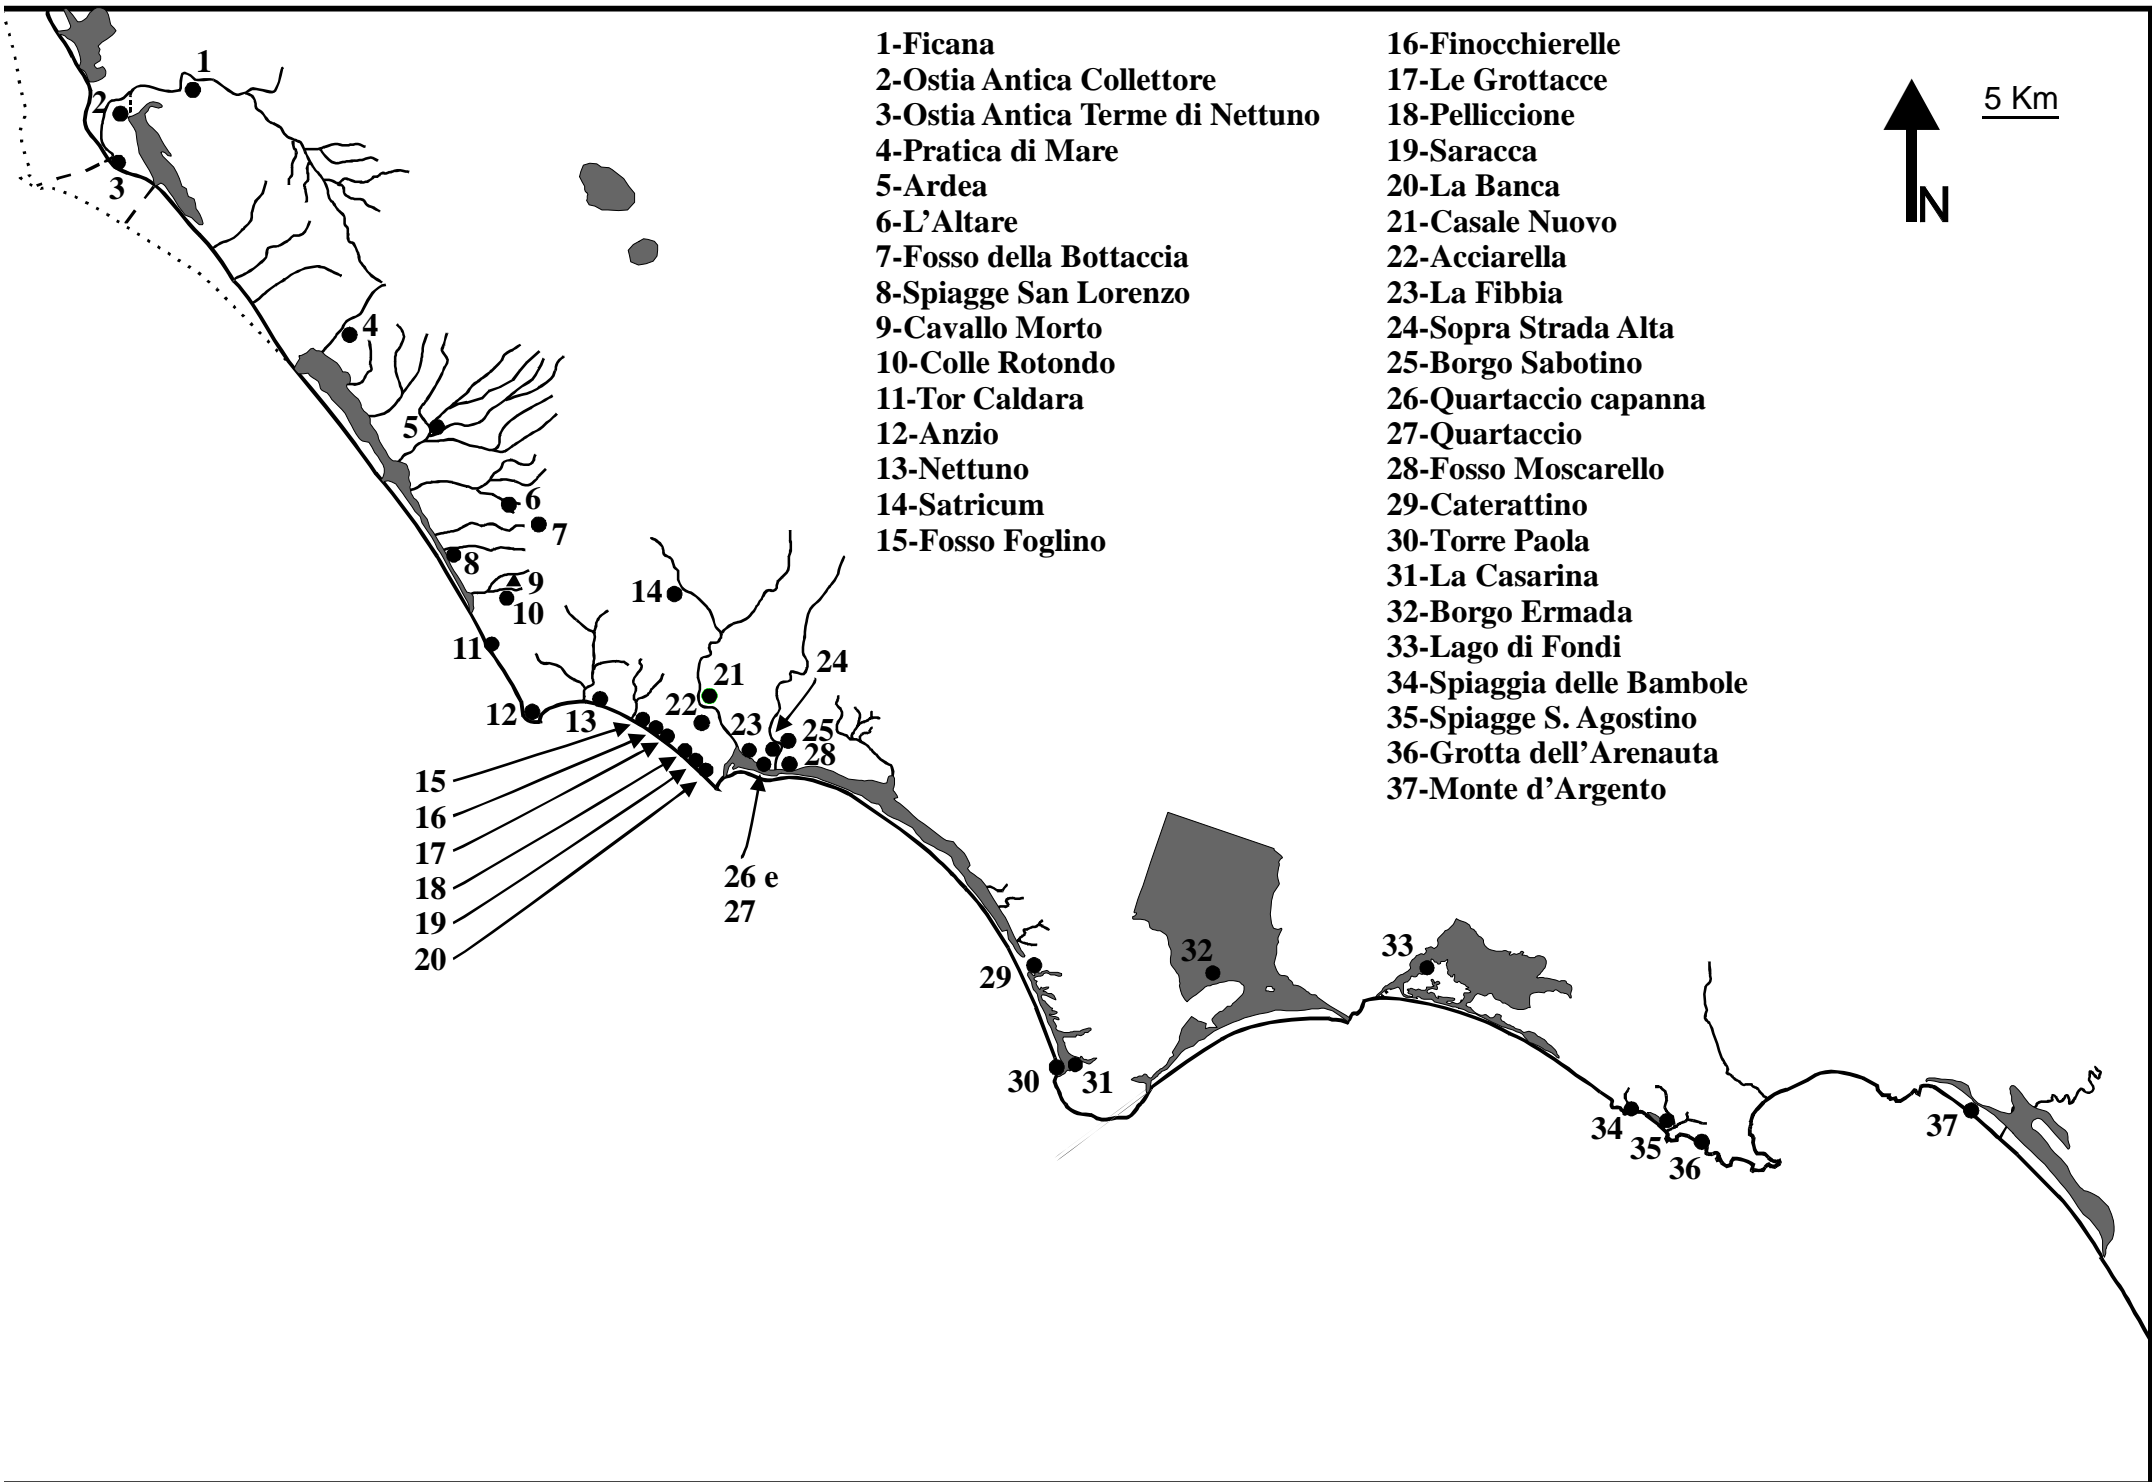 1-Ficana
2-Ostia Antica Collettore
3-Ostia Antica Terme di Nettuno
4-Pratica di Mare
5-Ardea
6-L’Altare
7-Fosso della Bottaccia
8-Spiagge San Lorenzo
9-Cavallo Morto
10-Colle Rotondo
11-Tor Caldara
12-Anzio
13-Nettuno
14-Satricum
15-Fosso Foglino
16-Finocchierelle
17-Le Grottacce
18-Pelliccione
19-Saracca
20-La Banca
21-Casale Nuovo
22-Acciarella
23-La Fibbia
24-Sopra Strada Alta
25-Borgo Sabotino
26-Quartaccio capanna
27-Quartaccio
28-Fosso Moscarello
29-Caterattino
30-Torre Paola
31-La Casarina
32-Borgo Ermada
33-Lago di Fondi
34-Spiaggia delle Bambole
35-Spiagge S. Agostino
36-Grotta dell’Arenauta
37-Monte d’Argento
5 Km
N
1
2
3
4
5
6
7
8
9
10
11
12
13
14
21
22
23
24
25
28
15
16
17
18
19
20
26 e
27
29
30
31
32
33
34
35
36
37